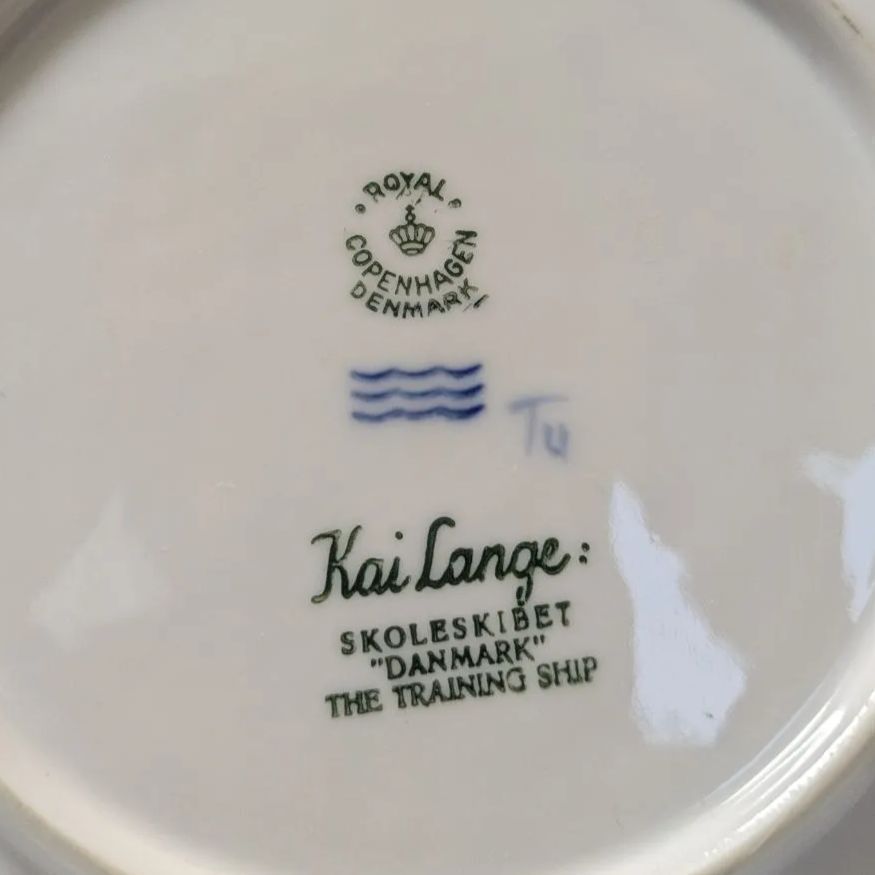 ROYAL
COPENHAGEN
DENMARK
Tu
Kai Lange:
SKOLESKIBET
"DANMARK"
THE TRAINING SHIP